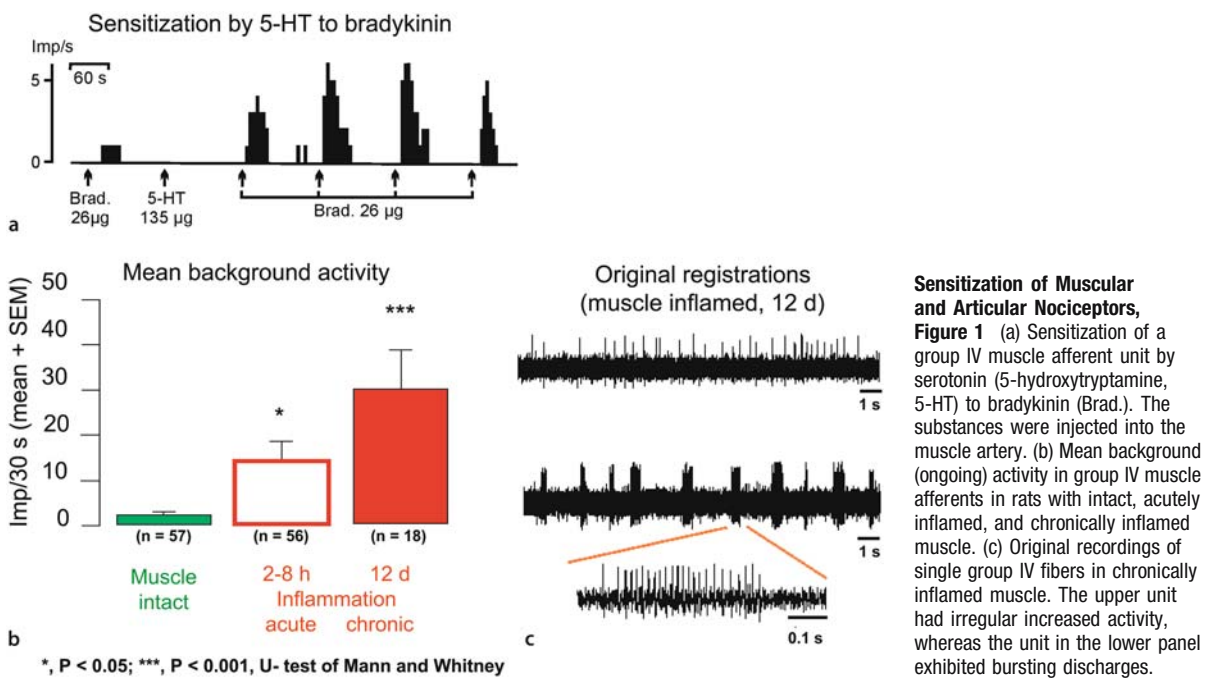 Sensitization by 5-HT to bradykinin
Imp/s
60 s
5
0
Brad.
26µg
5-HT
135 µg
Brad. 26 µg
a
Mean background activity
Imp/30 s (mean + SEM)
50
40
30
20
10
0
*
***
(n = 57)
(n = 56)
(n = 18)
Muscle
intact
2-8 h
12 d
Inflammation
acute
chronic
b
*, P < 0.05; ***, P < 0.001, U- test of Mann and Whitney
Original registrations
(muscle inflamed, 12 d)
1 s
1 s
0.1 s
c
Sensitization of Muscular
and Articular Nociceptors,
Figure 1 (a) Sensitization of a
group IV muscle afferent unit by
serotonin (5-hydroxytryptamine,
5-HT) to bradykinin (Brad.). The
substances were injected into the
muscle artery. (b) Mean background
(ongoing) activity in group IV muscle
afferents in rats with intact, acutely
inflamed, and chronically inflamed
muscle. (c) Original recordings of
single group IV fibers in chronically
inflamed muscle. The upper unit
had irregular increased activity,
whereas the unit in the lower panel
exhibited bursting discharges.